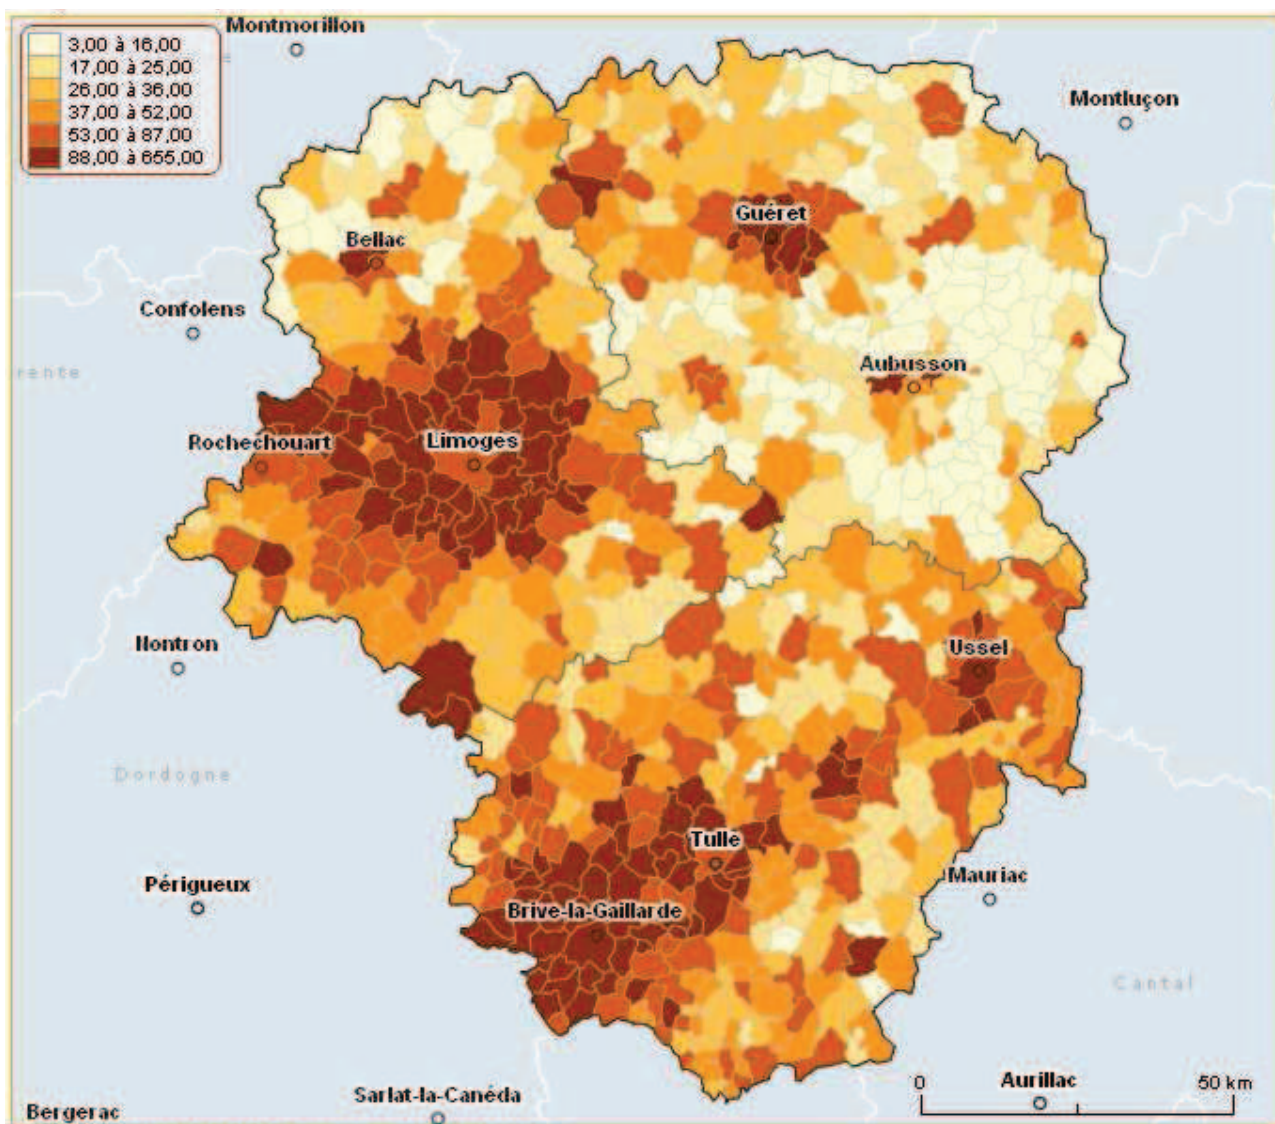 Montmorillon
3,00 à 16,00
17,00 à 25,00
26,00 à 36,00
37,00 à 52,00
53,00 à 87,00
88,00 à 655,00
Montluçon
Guéret
Bellac
Confolens
Aubusson
rente
Rochechouart
Limoges
Nontron
Ussel
Dordogne
Tulle
Périgueux
Mauriac
Brive-la-Gaillarde
Cantal
0
Aurillac
50 km
Sarlat-la-Canéda
Bergerac